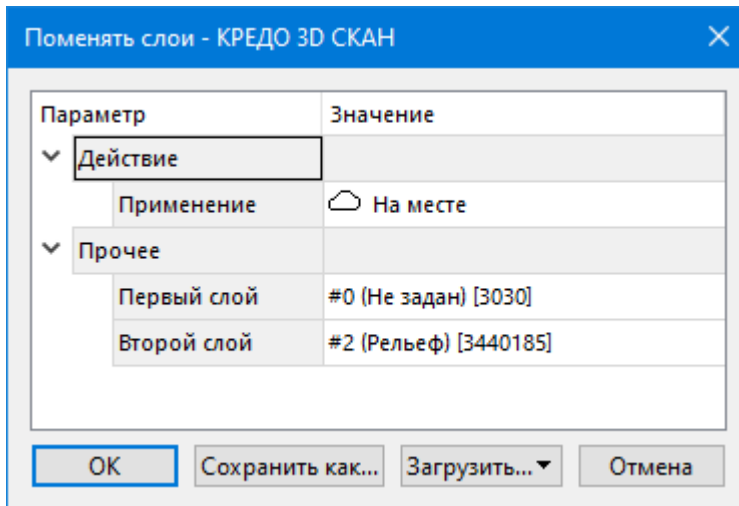 Поменять слои - КРЕДО 3D СКАН
Параметр Значение
Действие
Применение На месте
Прочее
Первый слой #0 (Не задан) [3030]
Второй слой #2 (Рельеф) [3440185]
ОК Сохранить как... Загрузить... Отмена